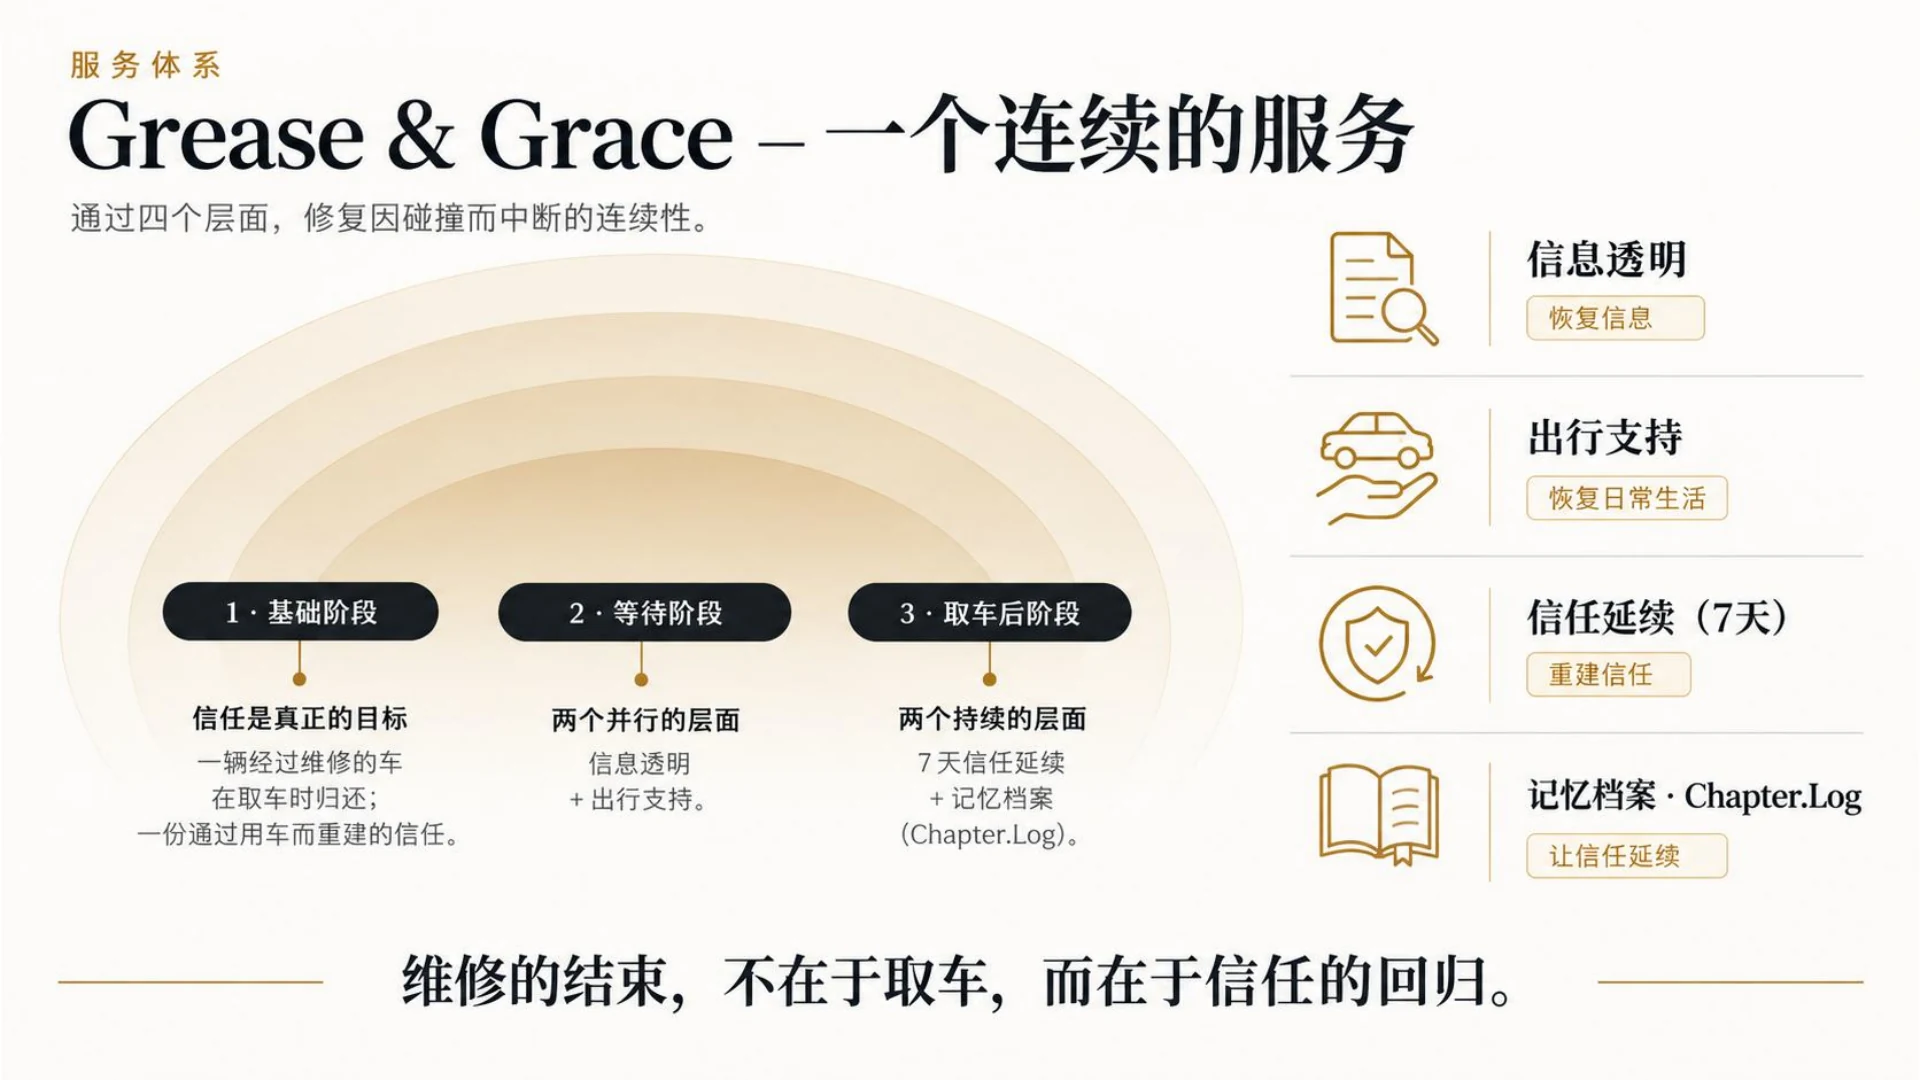 服务体系
Grease & Grace – 一个连续的服务
通过四个层面，修复因碰撞而中断的连续性。
1 · 基础阶段
信任是真正的目标
一辆经过维修的车
在取车时归还；
一份通过用车而重建的信任。
2 · 等待阶段
两个并行的层面
信息透明
+ 出行支持。
3 · 取车后阶段
两个持续的层面
7 天信任延续
+ 记忆档案
（Chapter.Log）。
信息透明
恢复信息
出行支持
恢复日常生活
信任延续（7天）
重建信任
记忆档案 · Chapter.Log
让信任延续
维修的结束，不在于取车，而在于信任的回归。